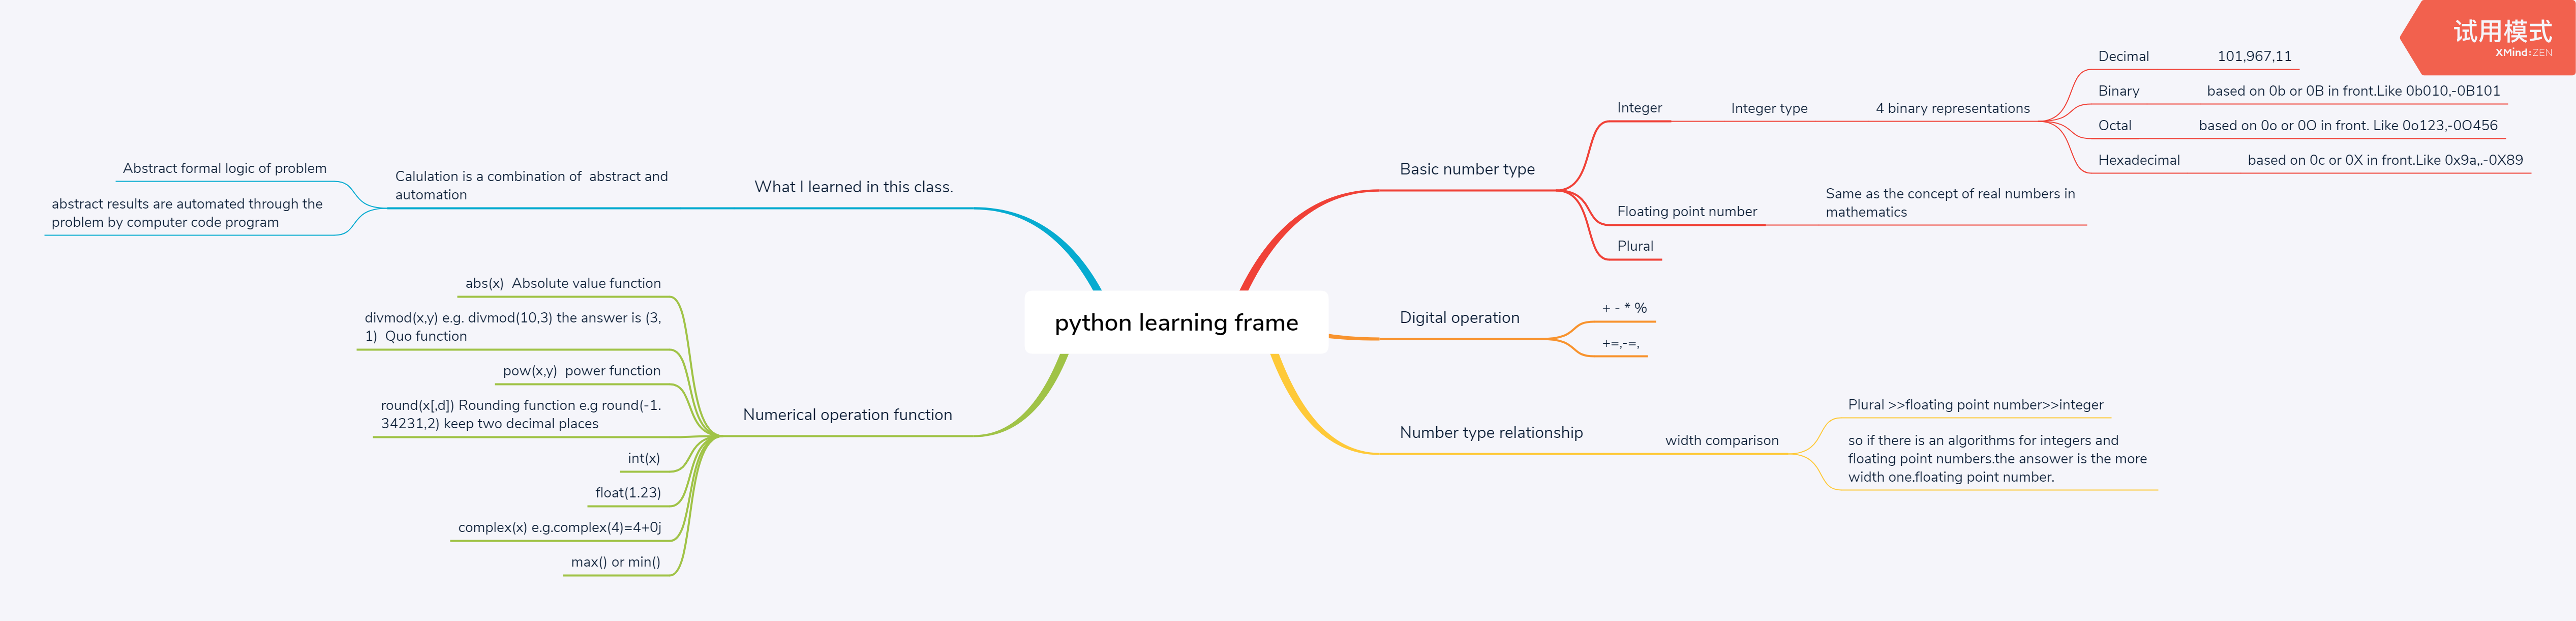 试用模式
XMind:ZEN
python learning frame
Basic number type
Integer
Integer type
4 binary representations
Decimal
101,967,11
Binary
based on 0b or 0B in front.Like 0b010,-0B101
Octal
based on 0o or 0O in front. Like 0o123,-0O456
Hexadecimal
based on 0c or 0X in front.Like 0x9a,.-0X89
Floating point number
Same as the concept of real numbers in
mathematics
Plural
Digital operation
+ - * %
+=,-=,
Number type relationship
width comparison
Plural >>floating point number>>integer
so if there is an algorithms for integers and
floating point numbers.the ansower is the more
width one.floating point number.
What I learned in this class.
Calulation is a combination of  abstract and
automation
Abstract formal logic of problem
abstract results are automated through the
problem by computer code program
Numerical operation function
abs(x)  Absolute value function
divmod(x,y) e.g. divmod(10,3) the answer is (3,
1)  Quo function
pow(x,y)  power function
round(x[,d]) Rounding function e.g round(-1.
34231,2) keep two decimal places
int(x)
float(1.23)
complex(x) e.g.complex(4)=4+0j
max() or min()